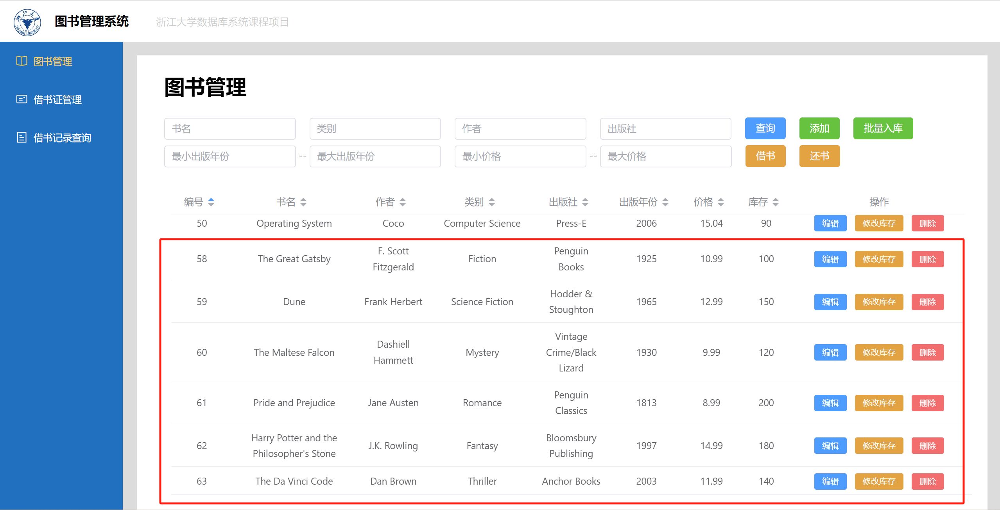 浙江大学
ZHEJIANG UNIVERSITY
1897
图书管理系统 浙江大学数据库系统课程项目
图书管理
借书证管理
借书记录查询
图书管理
书名 类别 作者 出版社 查询 添加 批量入库
最小出版年份 -- 最大出版年份 最小价格 -- 最大价格 借书 还书
编号 书名 作者 类别 出版社 出版年份 价格 库存 操作
50 Operating System Coco Computer Science Press-E 2006 15.04 90 编辑 修改库存 删除
58 The Great Gatsby F. Scott Fitzgerald Fiction Penguin Books 1925 10.99 100 编辑 修改库存 删除
59 Dune Frank Herbert Science Fiction Hodder & Stoughton 1965 12.99 150 编辑 修改库存 删除
60 The Maltese Falcon Dashiell Hammett Mystery Vintage Crime/Black Lizard 1930 9.99 120 编辑 修改库存 删除
61 Pride and Prejudice Jane Austen Romance Penguin Classics 1813 8.99 200 编辑 修改库存 删除
62 Harry Potter and the Philosopher's Stone J.K. Rowling Fantasy Bloomsbury Publishing 1997 14.99 180 编辑 修改库存 删除
63 The Da Vinci Code Dan Brown Thriller Anchor Books 2003 11.99 140 编辑 修改库存 删除